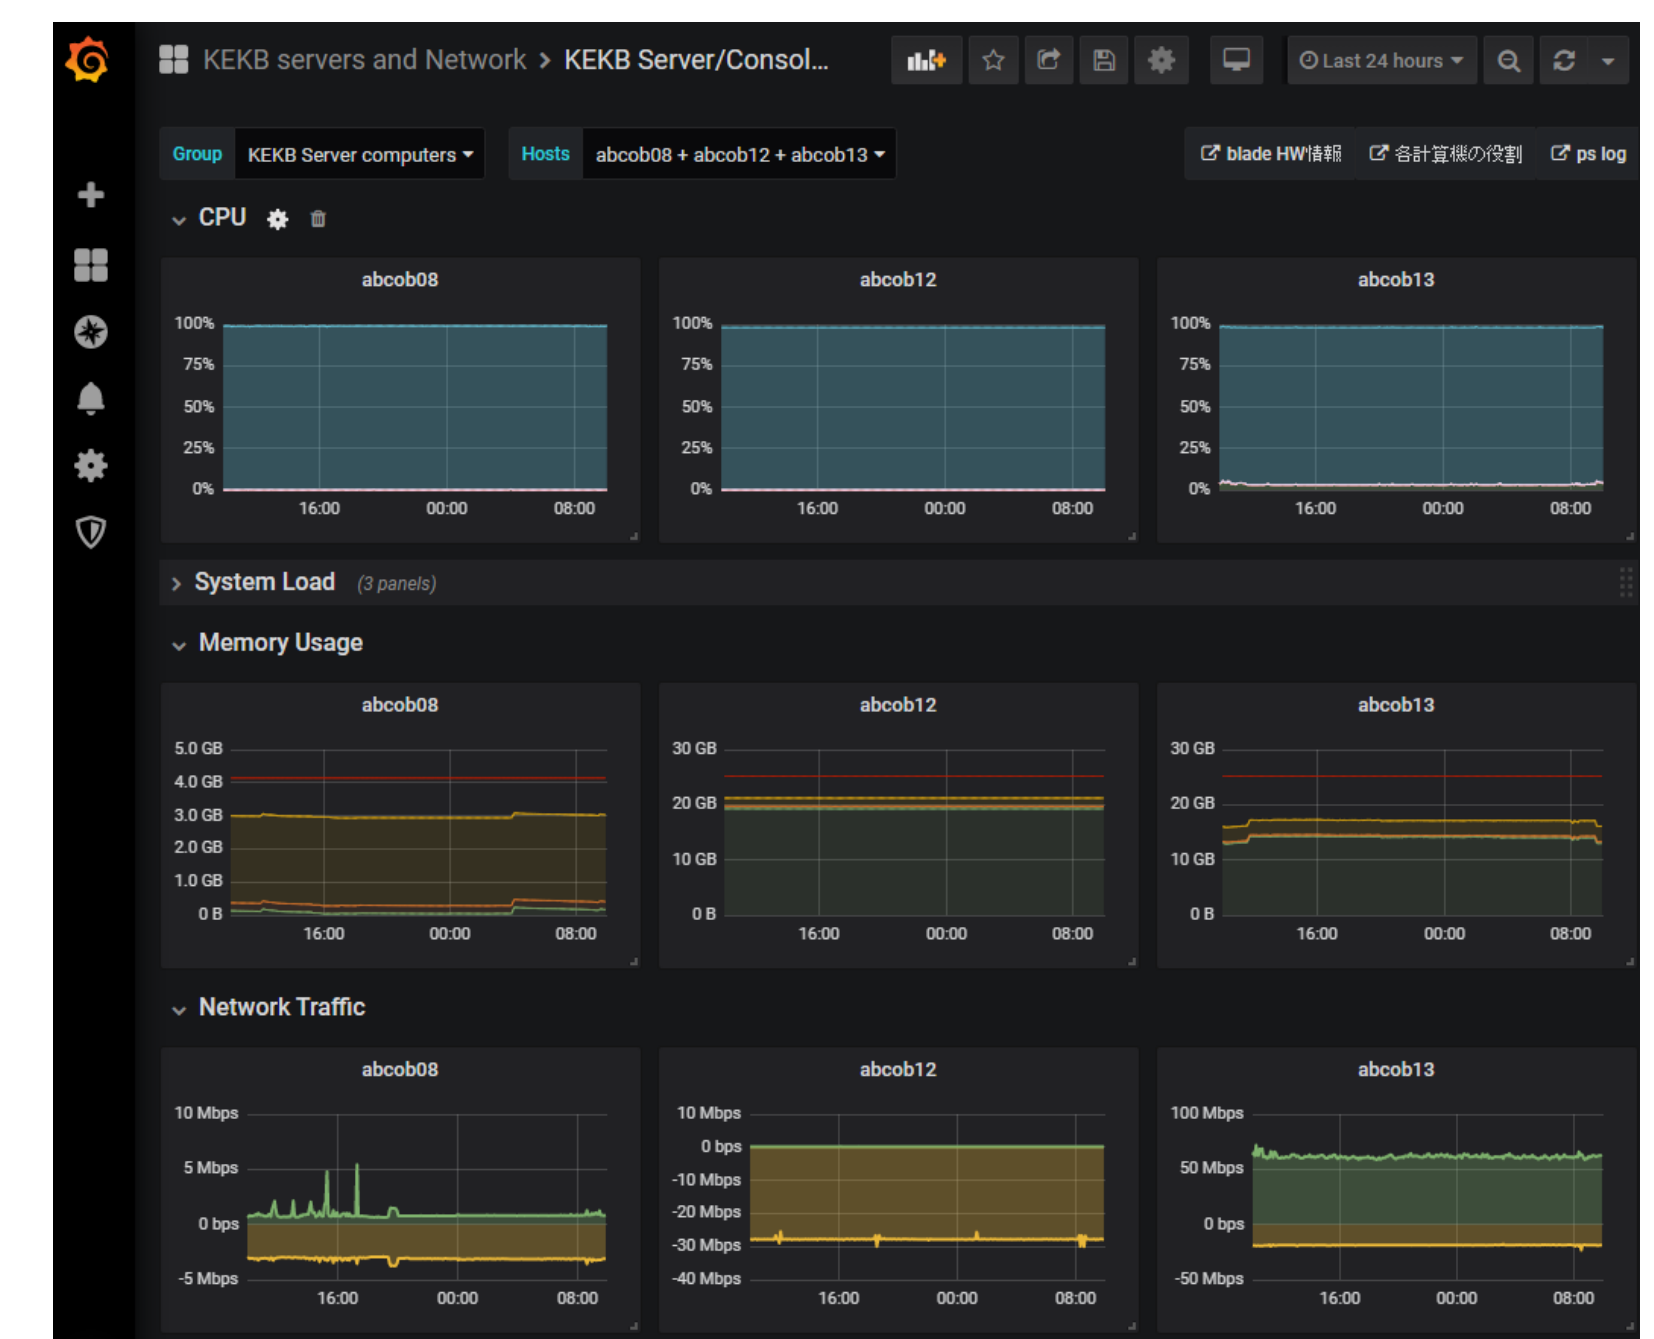 KEKB servers and Network > KEKB Server/Consol... Last 24 hours
Group KEKB Server computers Hosts abcob08 + abcob12 + abcob13 blade HW情報 各計算機の役割 ps log
CPU
abcob08 abcob12 abcob13
100% 100% 100%
75% 75% 75%
50% 50% 50%
25% 25% 25%
0% 0% 0%
16:00 00:00 08:00 16:00 00:00 08:00 16:00 00:00 08:00
System Load (3 panels)
Memory Usage
abcob08 abcob12 abcob13
5.0 GB
4.0 GB
3.0 GB
2.0 GB
1.0 GB
0 B
16:00 00:00 08:00
30 GB
20 GB
10 GB
0 B
16:00 00:00 08:00
30 GB
20 GB
10 GB
0 B
16:00 00:00 08:00
Network Traffic
abcob08 abcob12 abcob13
10 Mbps
5 Mbps
0 bps
-5 Mbps
16:00 00:00 08:00
10 Mbps
0 bps
-10 Mbps
-20 Mbps
-30 Mbps
-40 Mbps
16:00 00:00 08:00
100 Mbps
50 Mbps
0 bps
-50 Mbps
16:00 00:00 08:00